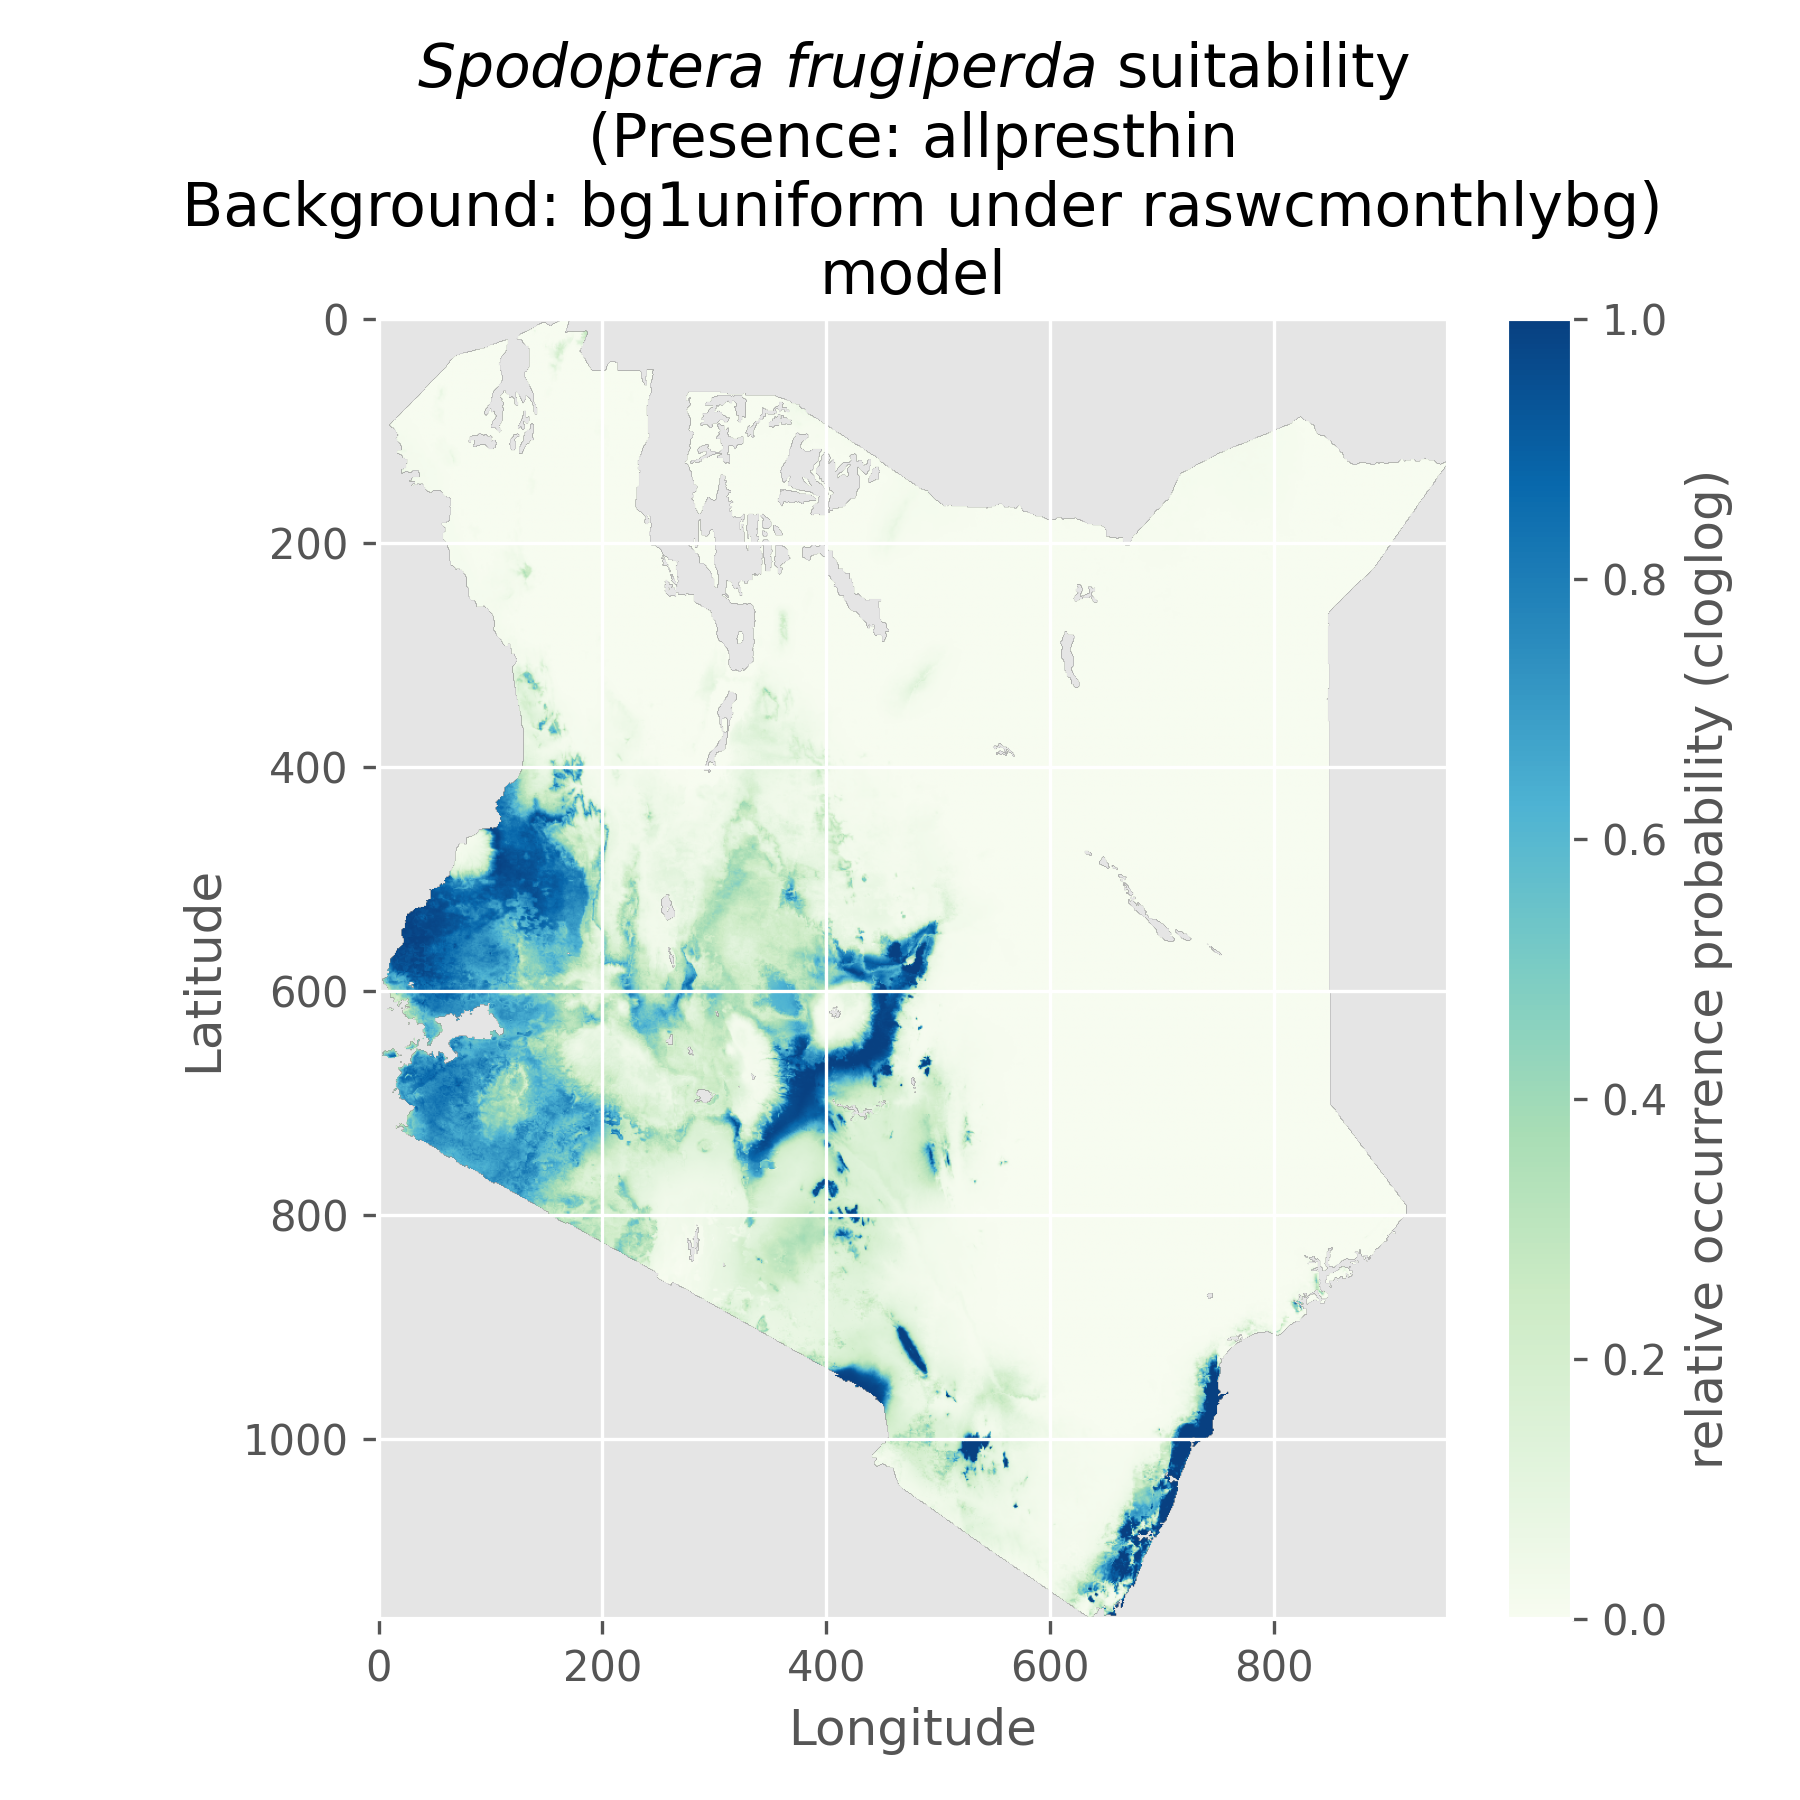 Spodoptera frugiperda suitability
(Presence: allpresthin
Background: bg1uniform under raswcmonthlybg)
model
0
200
400
600
800
1000
Latitude
0
200
400
600
800
Longitude
1.0
0.8
0.6
0.4
0.2
0.0
relative occurrence probability (cloglog)